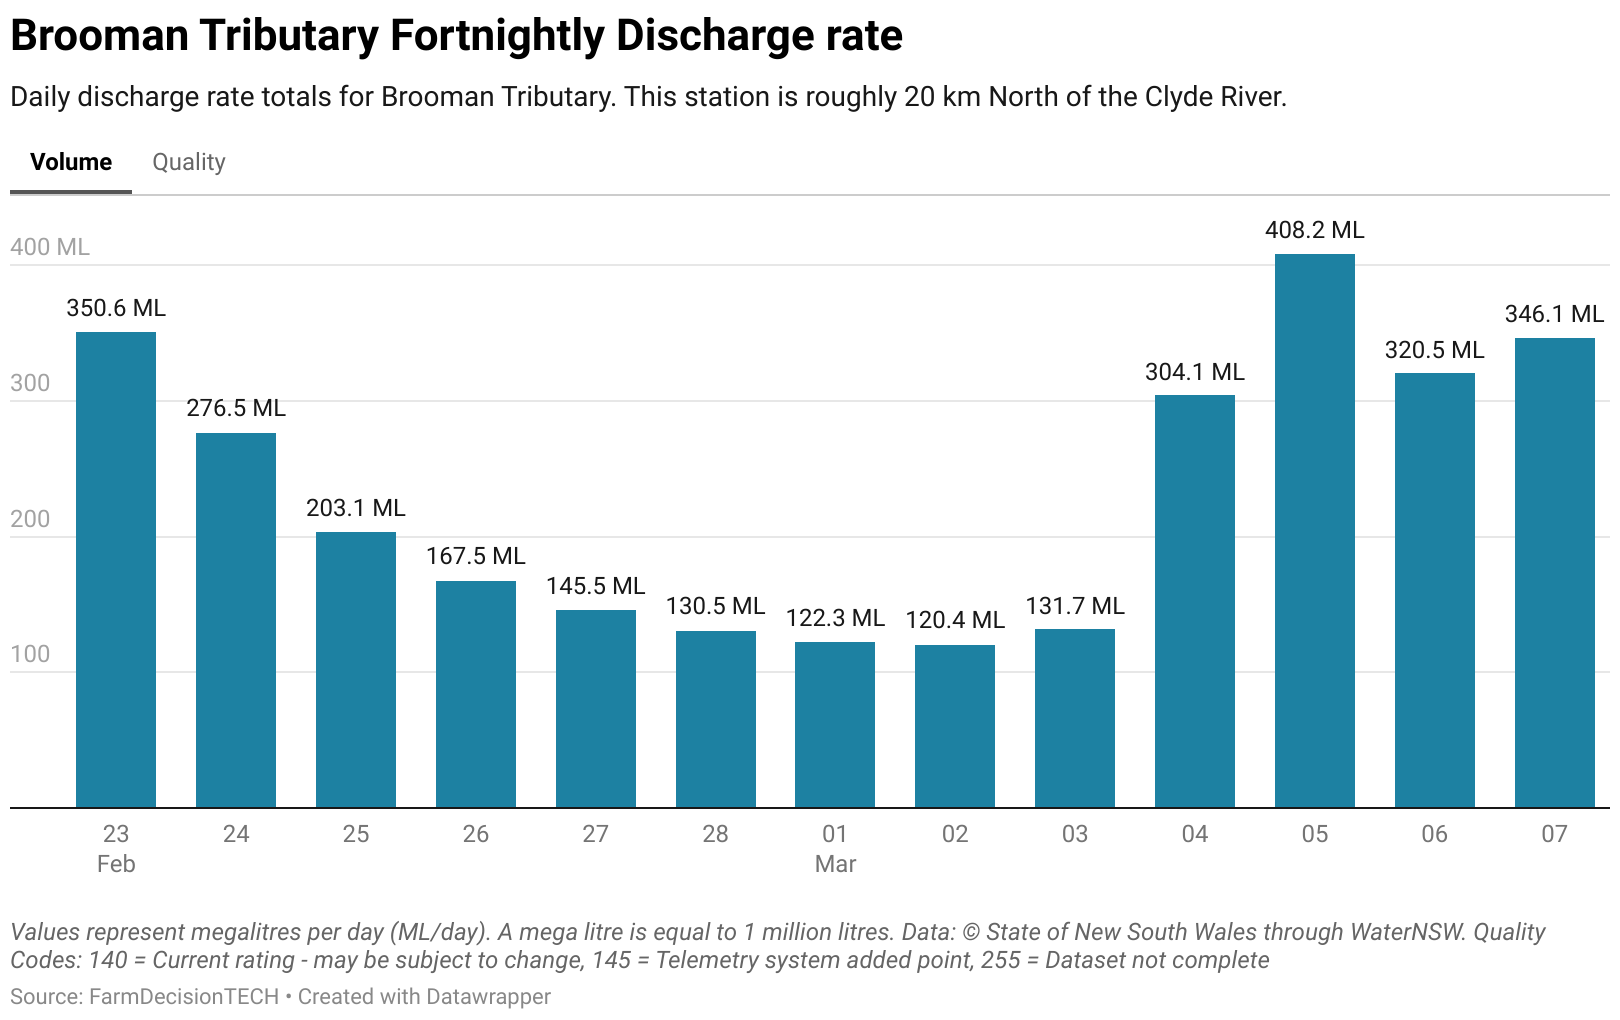 Brooman Tributary Fortnightly Discharge rate
Daily discharge rate totals for Brooman Tributary. This station is roughly 20 km North of the Clyde River.
Volume Quality
400 ML
300
200
100
350.6 ML
276.5 ML
203.1 ML
167.5 ML
145.5 ML
130.5 ML
122.3 ML
120.4 ML
131.7 ML
304.1 ML
408.2 ML
320.5 ML
346.1 ML
23 24 25 26 27 28 01 02 03 04 05 06 07
Feb Mar
Values represent megalitres per day (ML/day). A mega litre is equal to 1 million litres. Data: © State of New South Wales through WaterNSW. Quality
Codes: 140 = Current rating - may be subject to change, 145 = Telemetry system added point, 255 = Dataset not complete
Source: FarmDecisionTECH • Created with Datawrapper